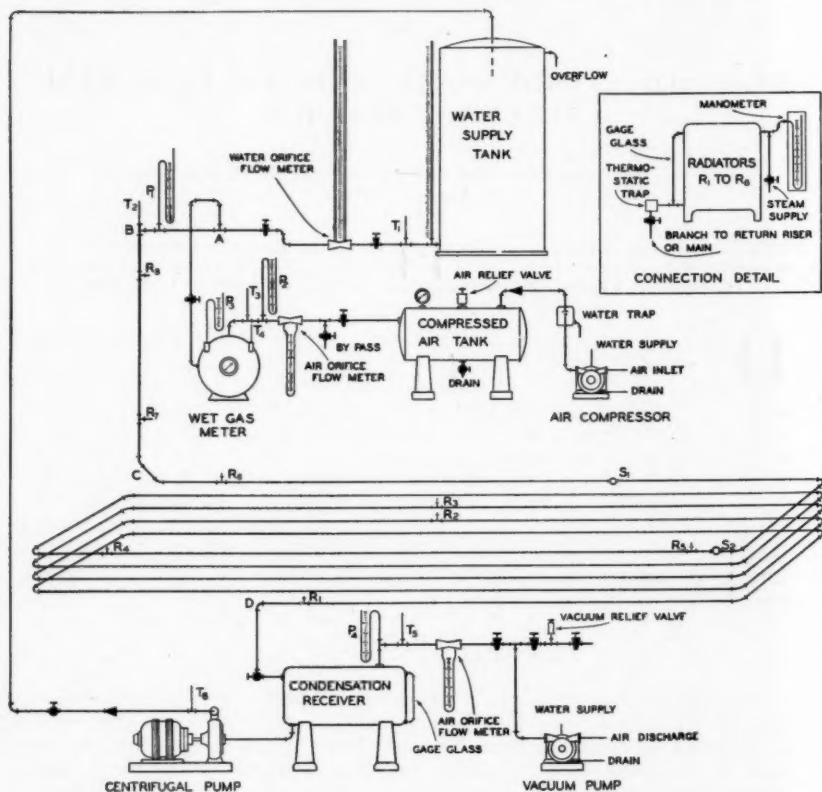 OVERFLOW
WATER
SUPPLY
TANK
MANOMETER
GAGE
GLASS
THERMO-
STATIC
TRAP
RADIATORS
R₁ TO R₈
STEAM
SUPPLY
BRANCH TO RETURN RISER
OR MAIN
CONNECTION DETAIL
WATER ORIFICE
FLOW METER
T₂
P₁
B
A
T₁
R₈
AIR RELIEF VALVE
P₃
T₃
P₂
T₄
BY PASS
COMPRESSED
AIR TANK
WATER TRAP
WATER SUPPLY
AIR INLET
DRAIN
AIR ORIFICE
FLOW METER
DRAIN
WET GAS
METER
AIR COMPRESSOR
R₇
C
R₆
S₁
R₃
R₂
R₄
R₅
S₂
D
R₁
P₄
T₅
VACUUM RELIEF
VALVE
T₆
CONDENSATION
RECEIVER
AIR ORIFICE
FLOW METER
GAGE GLASS
WATER SUPPLY
AIR DISCHARGE
DRAIN
CENTRIFUGAL PUMP
VACUUM PUMP